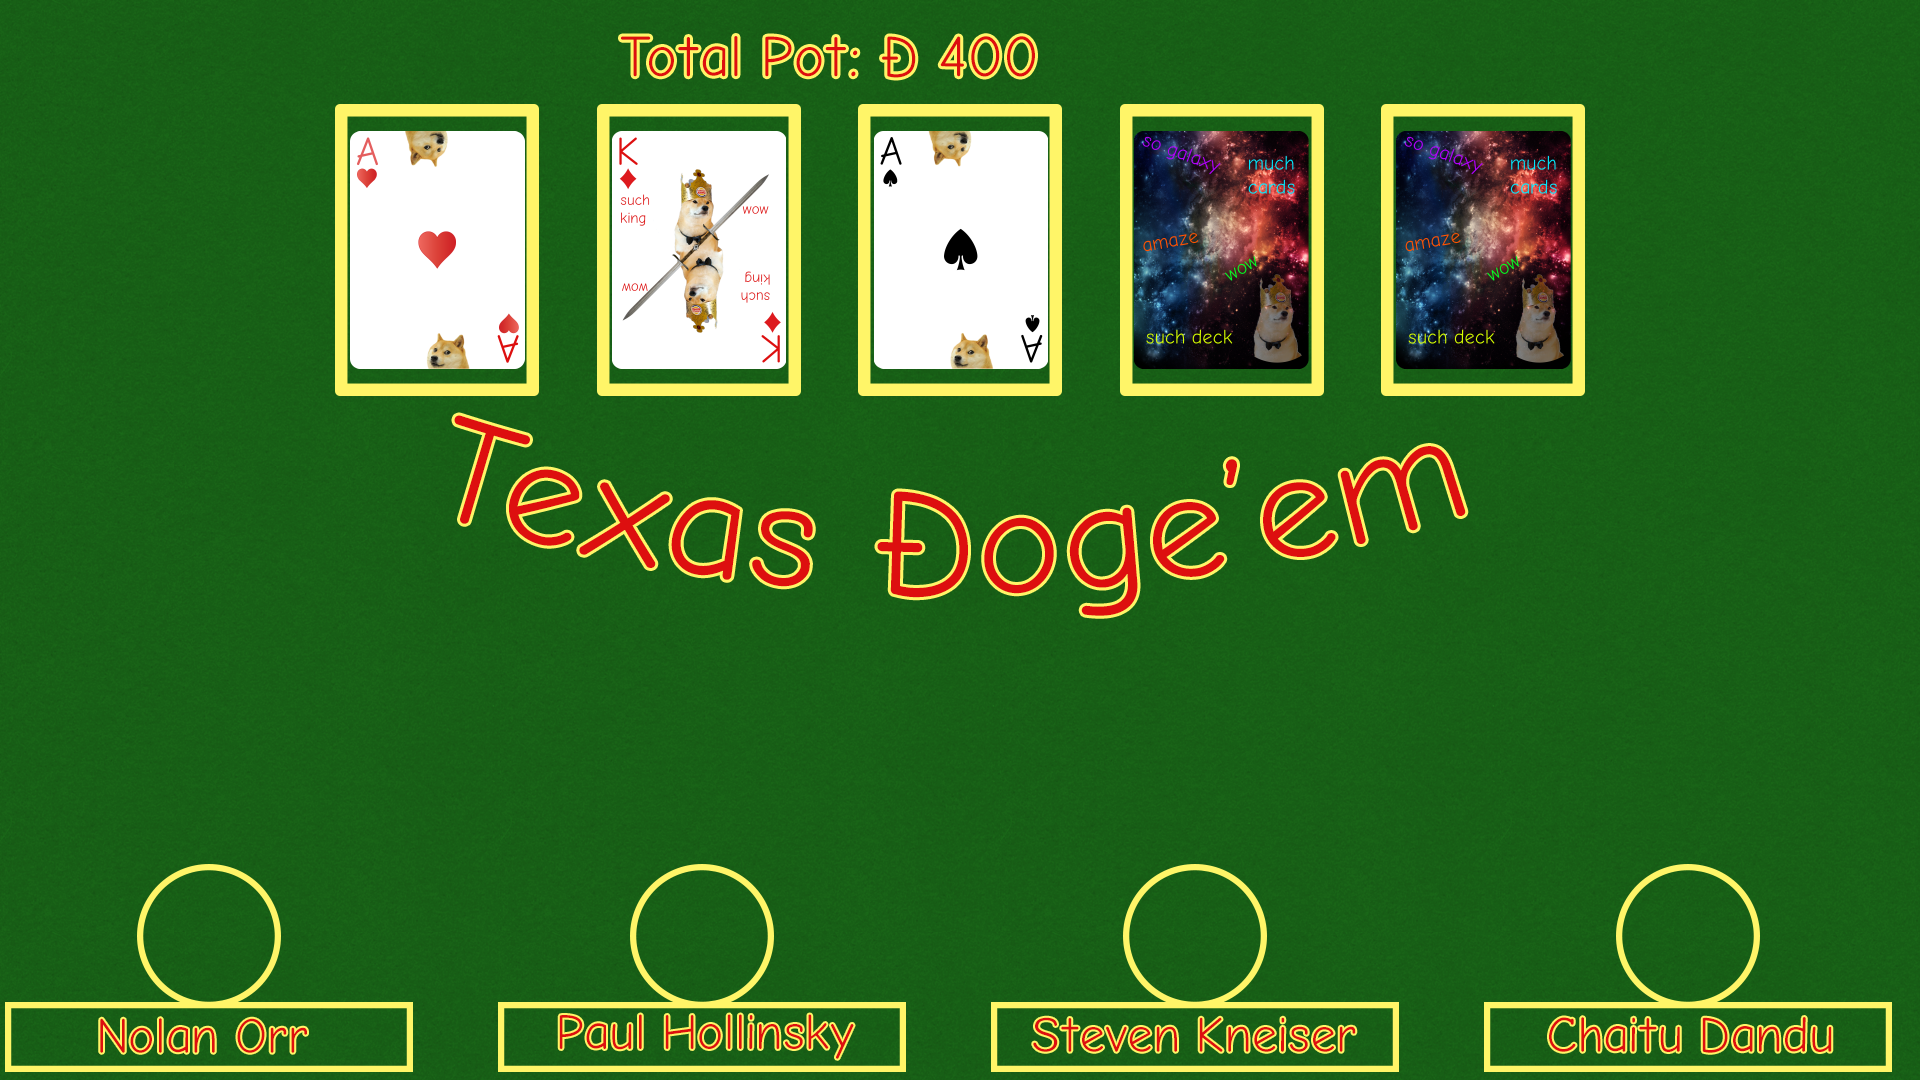 Total Pot: Đ 400
A
A
K
such
king
wow
wow
such
king
K
A
A
so galaxy
much
cards
amaze
wow
such deck
so galaxy
much
cards
amaze
wow
such deck
Texas Đoge'em
Nolan Orr
Paul Hollinsky
Steven Kneiser
Chaitu Dandu